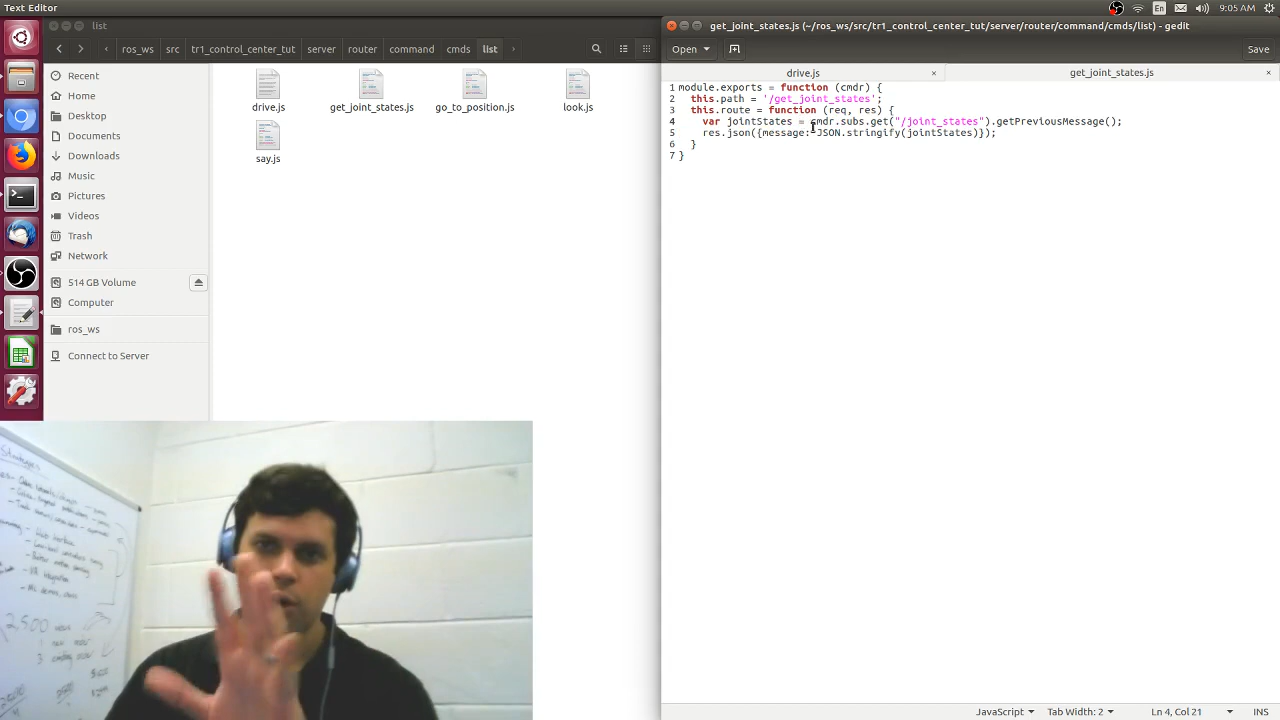 Text Editor
En
9:05 AM
list
get_joint_states.js (~/ros_ws/src/tr1_control_center_tut/server/router/command/cmds/list) - gedit
ros_ws src tr1_control_center_tut server router command cmds list
Open
Save
drive.js
get_joint_states.js
Recent
Home
Desktop
Documents
Downloads
Music
Pictures
Videos
Trash
Network
514 GB Volume
Computer
ros_ws
Connect to Server
drive.js
get_joint_states.js
go_to_position.js
look.js
say.js
1 module.exports = function (cmdr) {
2 this.path = '/get_joint_states';
3 this.route = function (req, res) {
4 var jointStates = cmdr.subs.get("/joint_states").getPreviousMessage();
5 res.json({message: JSON.stringify(jointStates)});
6 }
7 }
Strategies
JavaScript
Tab Width: 2
Ln 4, Col 21
INS